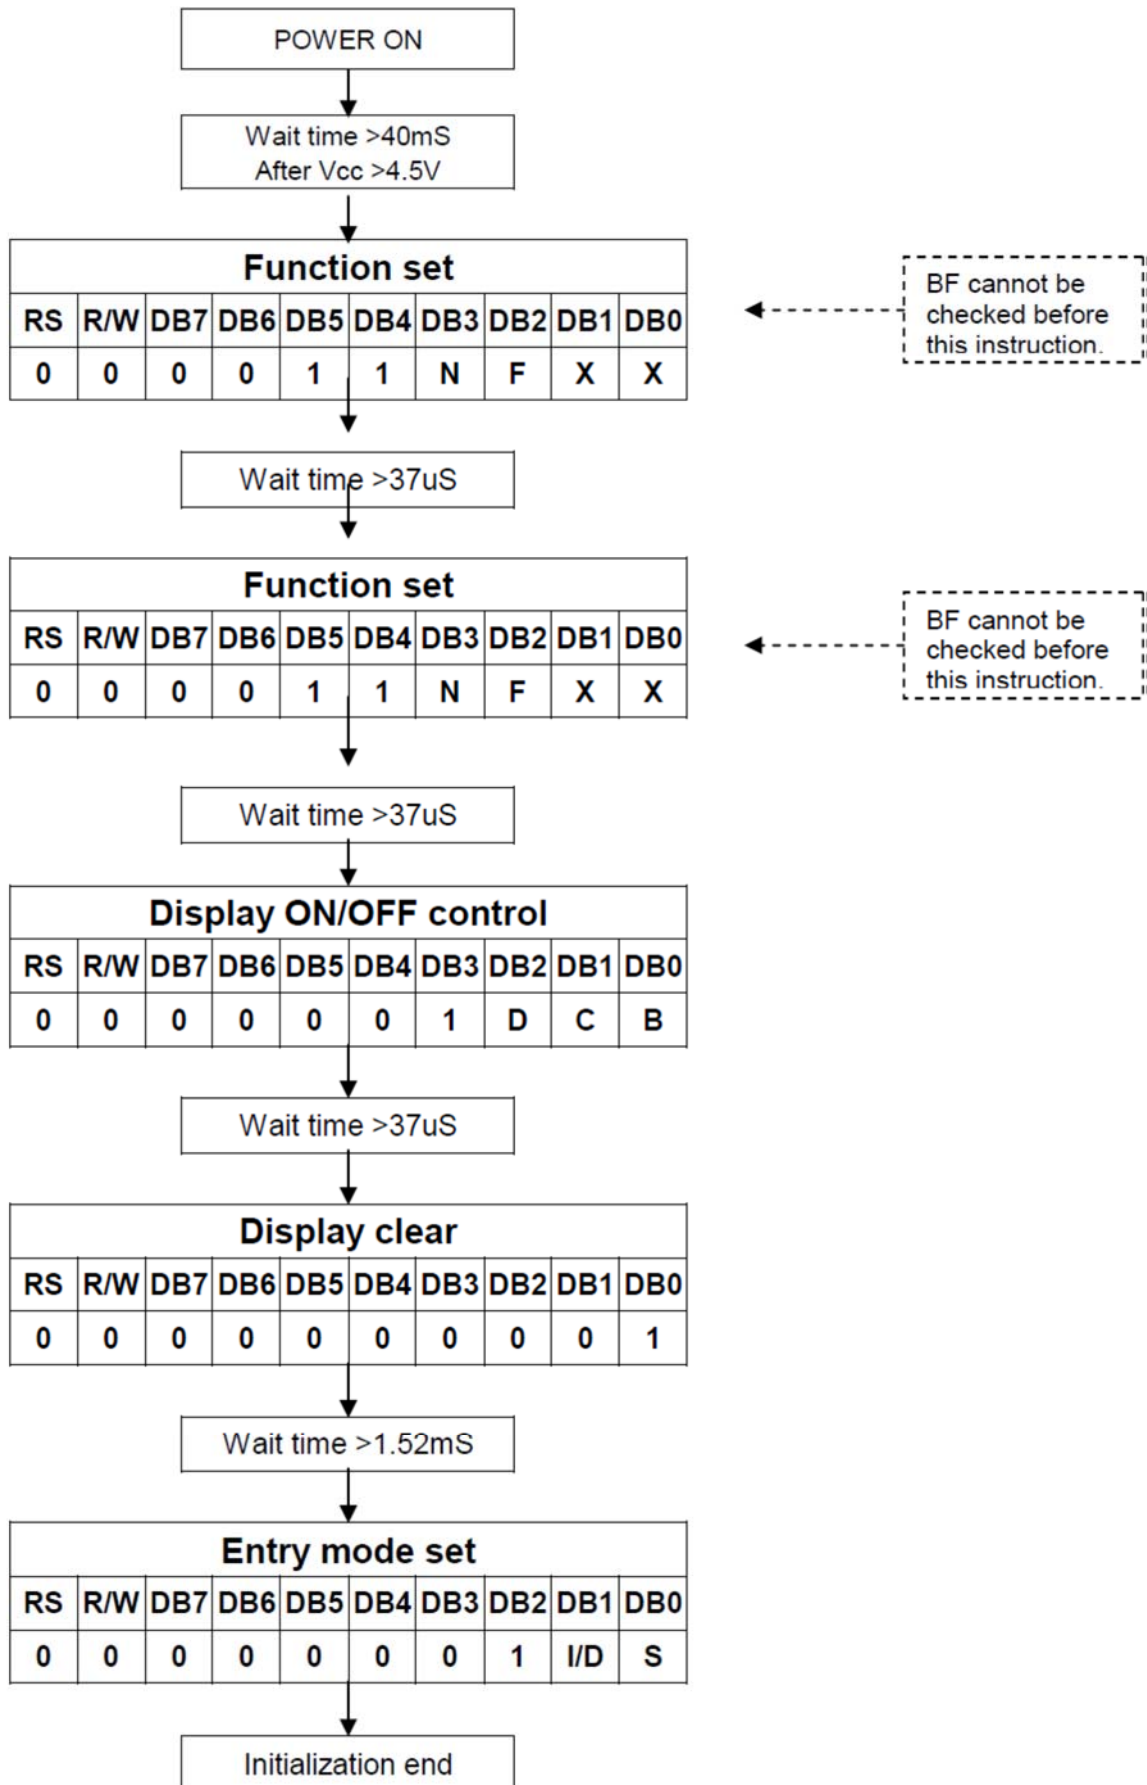 POWER ON
Wait time >40mS
After Vcc >4.5V
Function set
RS R/W DB7 DB6 DB5 DB4 DB3 DB2 DB1 DB0
0 0 0 0 1 1 N F X X
BF cannot be
checked before
this instruction.
Wait time >37uS
Function set
RS R/W DB7 DB6 DB5 DB4 DB3 DB2 DB1 DB0
0 0 0 0 1 1 N F X X
BF cannot be
checked before
this instruction.
Wait time >37uS
Display ON/OFF control
RS R/W DB7 DB6 DB5 DB4 DB3 DB2 DB1 DB0
0 0 0 0 0 0 1 D C B
Wait time >37uS
Display clear
RS R/W DB7 DB6 DB5 DB4 DB3 DB2 DB1 DB0
0 0 0 0 0 0 0 0 0 1
Wait time >1.52mS
Entry mode set
RS R/W DB7 DB6 DB5 DB4 DB3 DB2 DB1 DB0
0 0 0 0 0 0 0 1 I/D S
Initialization end